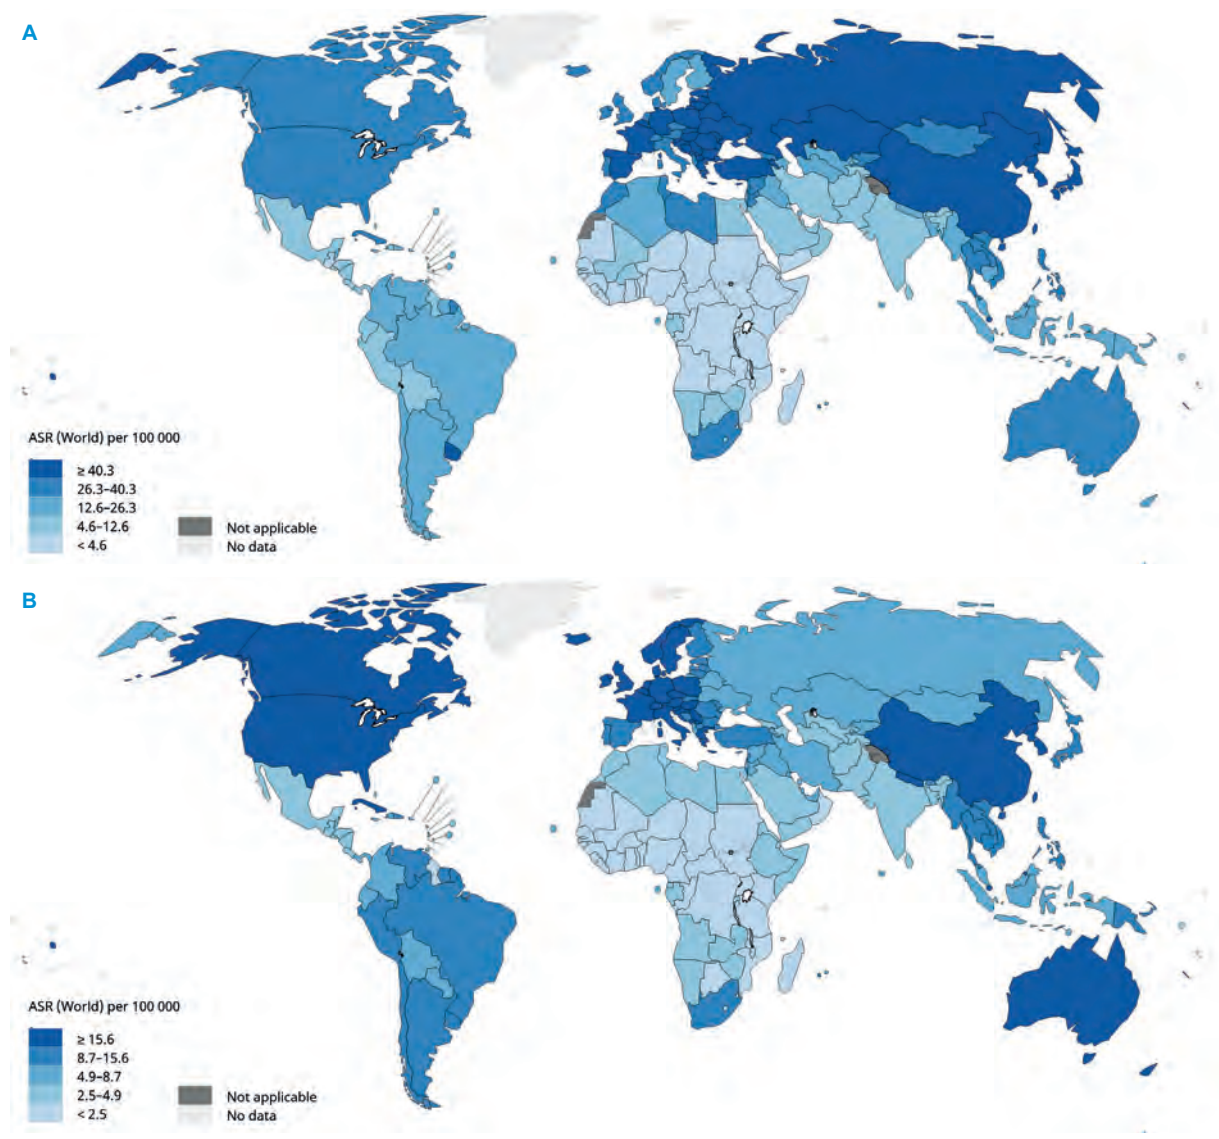 A
ASR (World) per 100 000
≥ 40.3
26.3–40.3
12.6–26.3
4.6–12.6
< 4.6
Not applicable
No data
B
ASR (World) per 100 000
≥ 15.6
8.7–15.6
4.9–8.7
2.5–4.9
< 2.5
Not applicable
No data